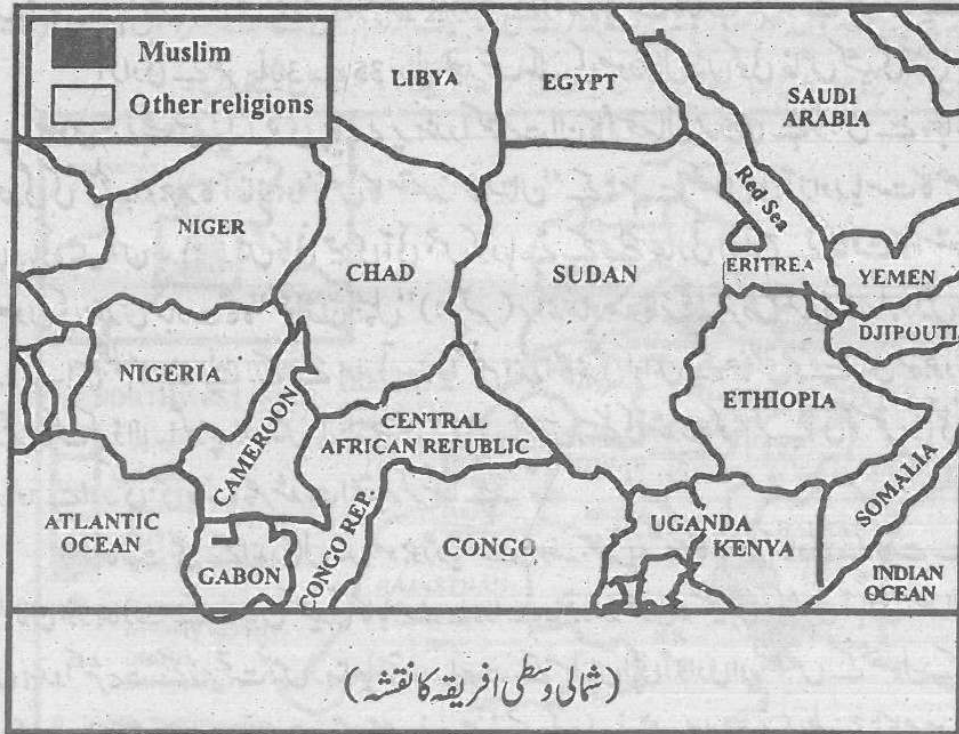 Muslim
Other religions
LIBYA
EGYPT
SAUDI
ARABIA
Red Sea
NIGER
CHAD
SUDAN
ERITREA
YEMEN
DJIPOUTI
NIGERIA
ETHIOPIA
CAMEROON
CENTRAL
AFRICAN REPUBLIC
SOMALIA
ATLANTIC
OCEAN
GABON
CONGO REP.
CONGO
UGANDA
KENYA
INDIAN
OCEAN
(شمالی وسطی افریقہ کا نقشہ)